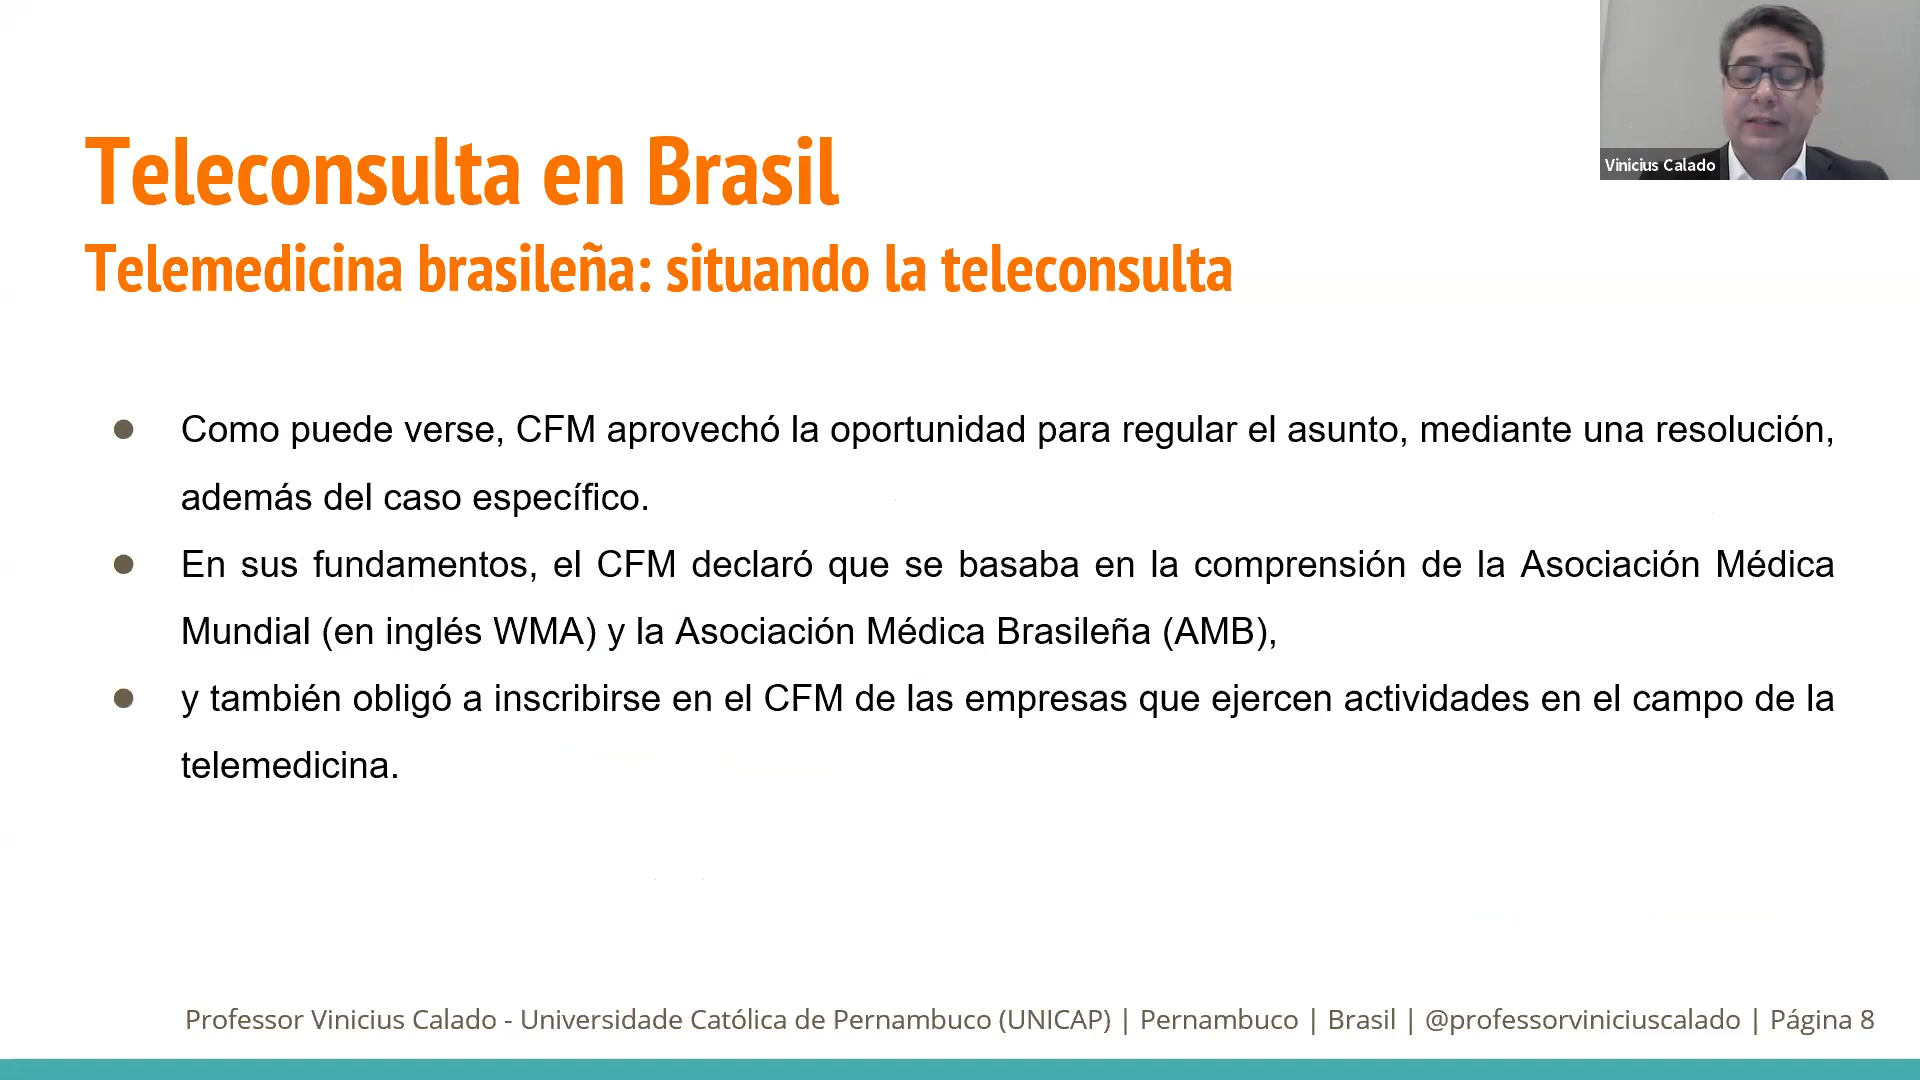 Vinicius Calado
Teleconsulta en Brasil
Telemedicina brasileña: situando la teleconsulta
● Como puede verse, CFM aprovechó la oportunidad para regular el asunto, mediante una resolución,
además del caso específico.
● En sus fundamentos, el CFM declaró que se basaba en la comprensión de la Asociación Médica
Mundial (en inglés WMA) y la Asociación Médica Brasileña (AMB),
● y también obligó a inscribirse en el CFM de las empresas que ejercen actividades en el campo de la
telemedicina.
Professor Vinicius Calado - Universidade Católica de Pernambuco (UNICAP) | Pernambuco | Brasil | @professorviniciuscalado | Página 8